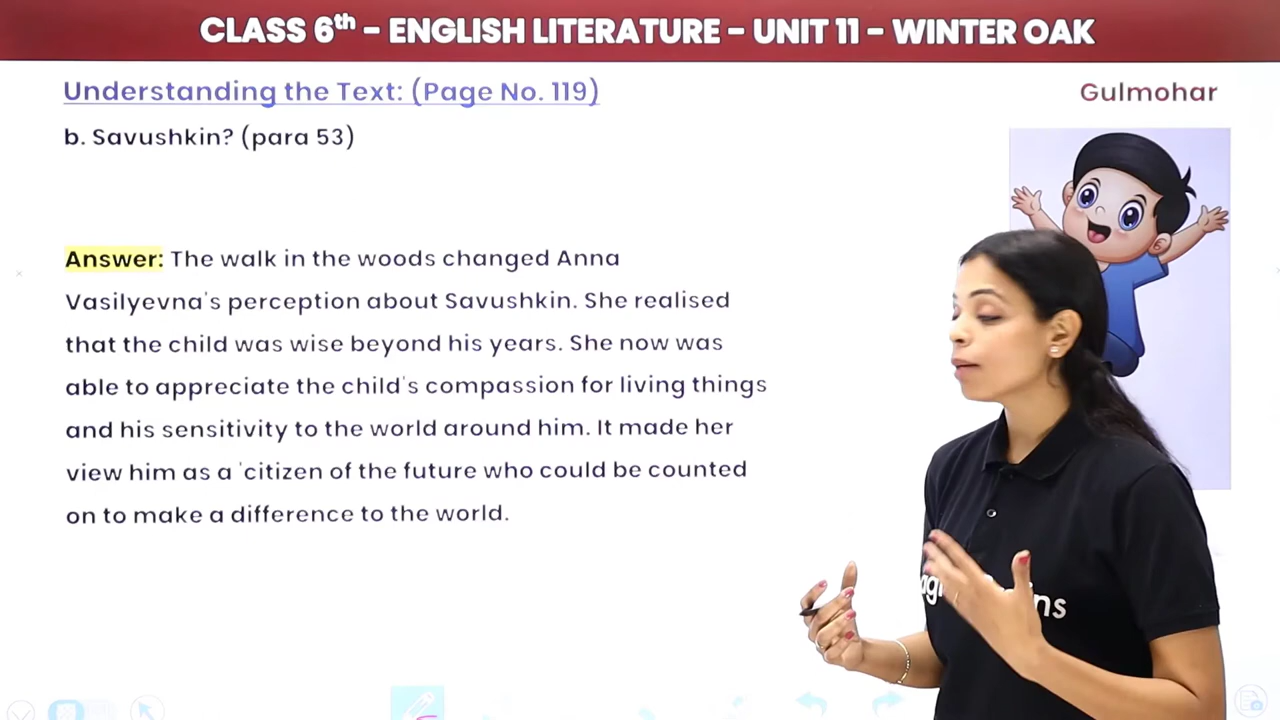 CLASS 6th - ENGLISH LITERATURE - UNIT 11 - WINTER OAK
Understanding the Text: (Page No. 119)
Gulmohar
b. Savushkin? (para 53)
Answer: The walk in the woods changed Anna
Vasilyevna's perception about Savushkin. She realised
that the child was wise beyond his years. She now was
able to appreciate the child's compassion for living things
and his sensitivity to the world around him. It made her
view him as a 'citizen of the future who could be counted
on to make a difference to the world.